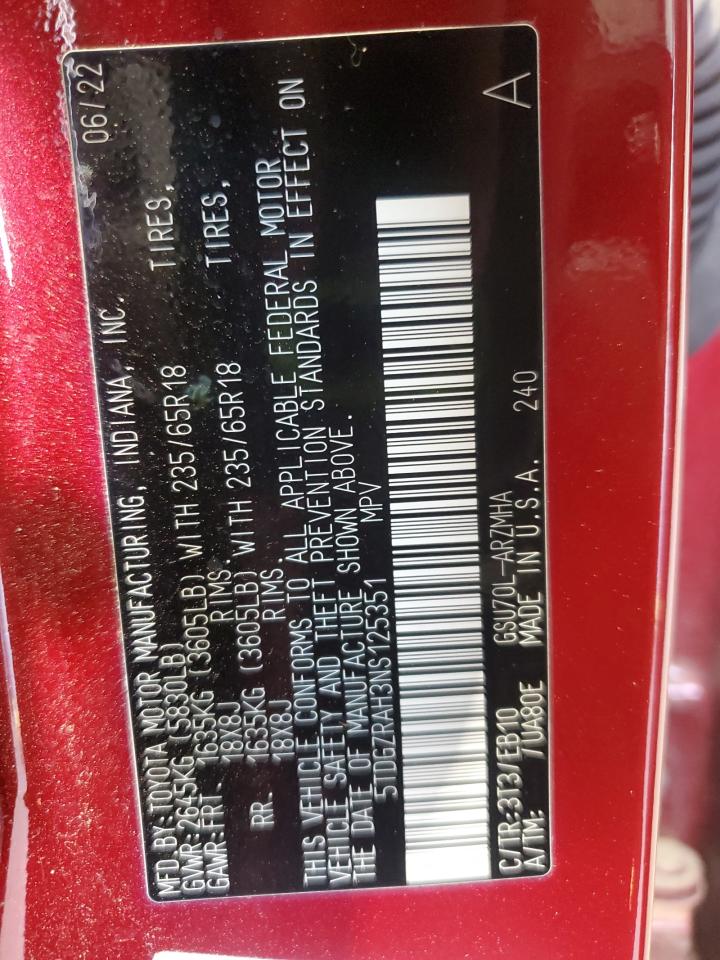 MFD BY: TOYOTA MOTOR MANUFACTURING, INDIANA, INC. 06/22
GVWR: 2645KG (5830LB)
GAWR: FRT. 1635KG (3605LB) WITH 235/65R18 TIRES,
18X8J RIMS.
RR. 1635KG (3605LB) WITH 235/65R18 TIRES,
18X8J RIMS.
THIS VEHICLE CONFORMS TO ALL APPLICABLE FEDERAL MOTOR
VEHICLE SAFETY AND THEFT PREVENTION STANDARDS IN EFFECT ON
THE DATE OF MANUFACTURE SHOWN ABOVE.
5TDGZRAH3NS125351 MPV
C/TR: 3T3/EB10 GSU70L-ARZMHA 240
A/TM: /UA80E MADE IN U.S.A. A